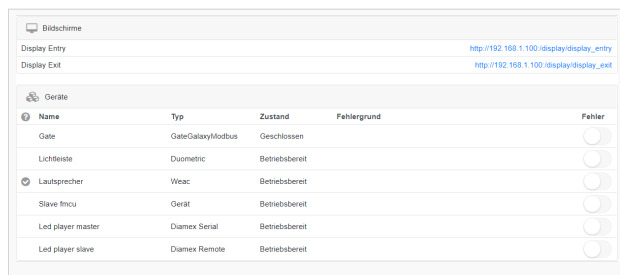 Bildschirme
Display Entry http://192.168.1.100:/display/display_entry
Display Exit http://192.168.1.100:/display/display_exit
Geräte
Name Typ Zustand Fehlergrund Fehler
Gate GateGalaxyModbus Geschlossen
Lichtleiste Duometric Betriebsbereit
Lautsprecher Weac Betriebsbereit
Slave fmcu Gerät Betriebsbereit
Led player master Diamex Serial Betriebsbereit
Led player slave Diamex Remote Betriebsbereit